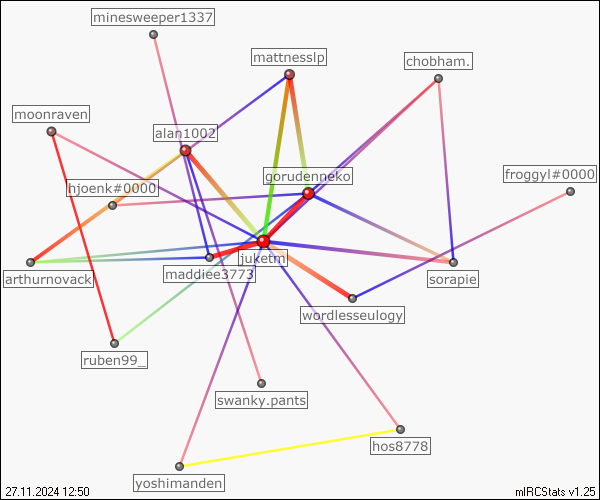 minesweeper1337
mattnesslp
chobham.
moonraven
alan1002
gorudenneko
froggyl#0000
hjoenk#0000
juketm
maddiee3773
arthurnovack
sorapie
wordlesseulogy
ruben99_
swanky.pants
hos8778
yoshimanden
27.11.2024 12:50
mIRCStats v1.25